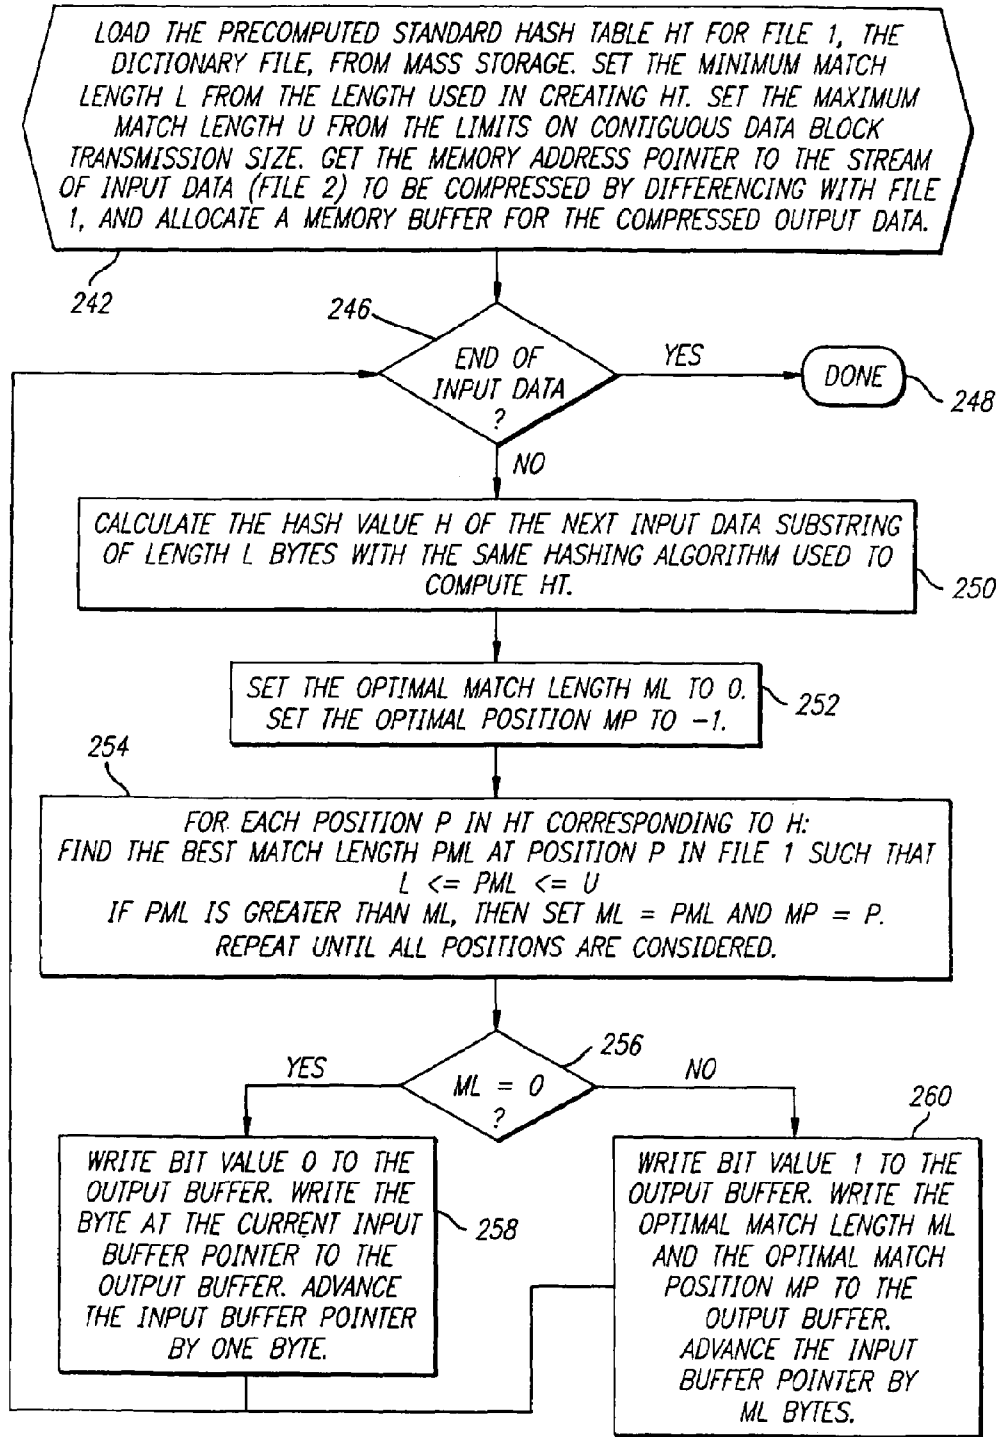 LOAD THE PRECOMPUTED STANDARD HASH TABLE HT FOR FILE 1, THE
DICTIONARY FILE, FROM MASS STORAGE. SET THE MINIMUM MATCH
LENGTH L FROM THE LENGTH USED IN CREATING HT. SET THE MAXIMUM
MATCH LENGTH U FROM THE LIMITS ON CONTIGUOUS DATA BLOCK
TRANSMISSION SIZE. GET THE MEMORY ADDRESS POINTER TO THE STREAM
OF INPUT DATA (FILE 2) TO BE COMPRESSED BY DIFFERENCING WITH FILE
1, AND ALLOCATE A MEMORY BUFFER FOR THE COMPRESSED OUTPUT DATA.
242
246
END OF
INPUT DATA
?
YES
DONE
248
NO
CALCULATE THE HASH VALUE H OF THE NEXT INPUT DATA SUBSTRING
OF LENGTH L BYTES WITH THE SAME HASHING ALGORITHM USED TO
COMPUTE HT.
250
SET THE OPTIMAL MATCH LENGTH ML TO 0.
SET THE OPTIMAL POSITION MP TO -1.
252
254
FOR EACH POSITION P IN HT CORRESPONDING TO H:
FIND THE BEST MATCH LENGTH PML AT POSITION P IN FILE 1 SUCH THAT
L <= PML <= U
IF PML IS GREATER THAN ML, THEN SET ML = PML AND MP = P.
REPEAT UNTIL ALL POSITIONS ARE CONSIDERED.
256
YES
ML = 0
?
NO
260
WRITE BIT VALUE 0 TO THE
OUTPUT BUFFER. WRITE THE
BYTE AT THE CURRENT INPUT
BUFFER POINTER TO THE
OUTPUT BUFFER. ADVANCE
THE INPUT BUFFER POINTER
BY ONE BYTE.
258
WRITE BIT VALUE 1 TO THE
OUTPUT BUFFER. WRITE THE
OPTIMAL MATCH LENGTH ML
AND THE OPTIMAL MATCH
POSITION MP TO THE
OUTPUT BUFFER.
ADVANCE THE INPUT
BUFFER POINTER BY
ML BYTES.